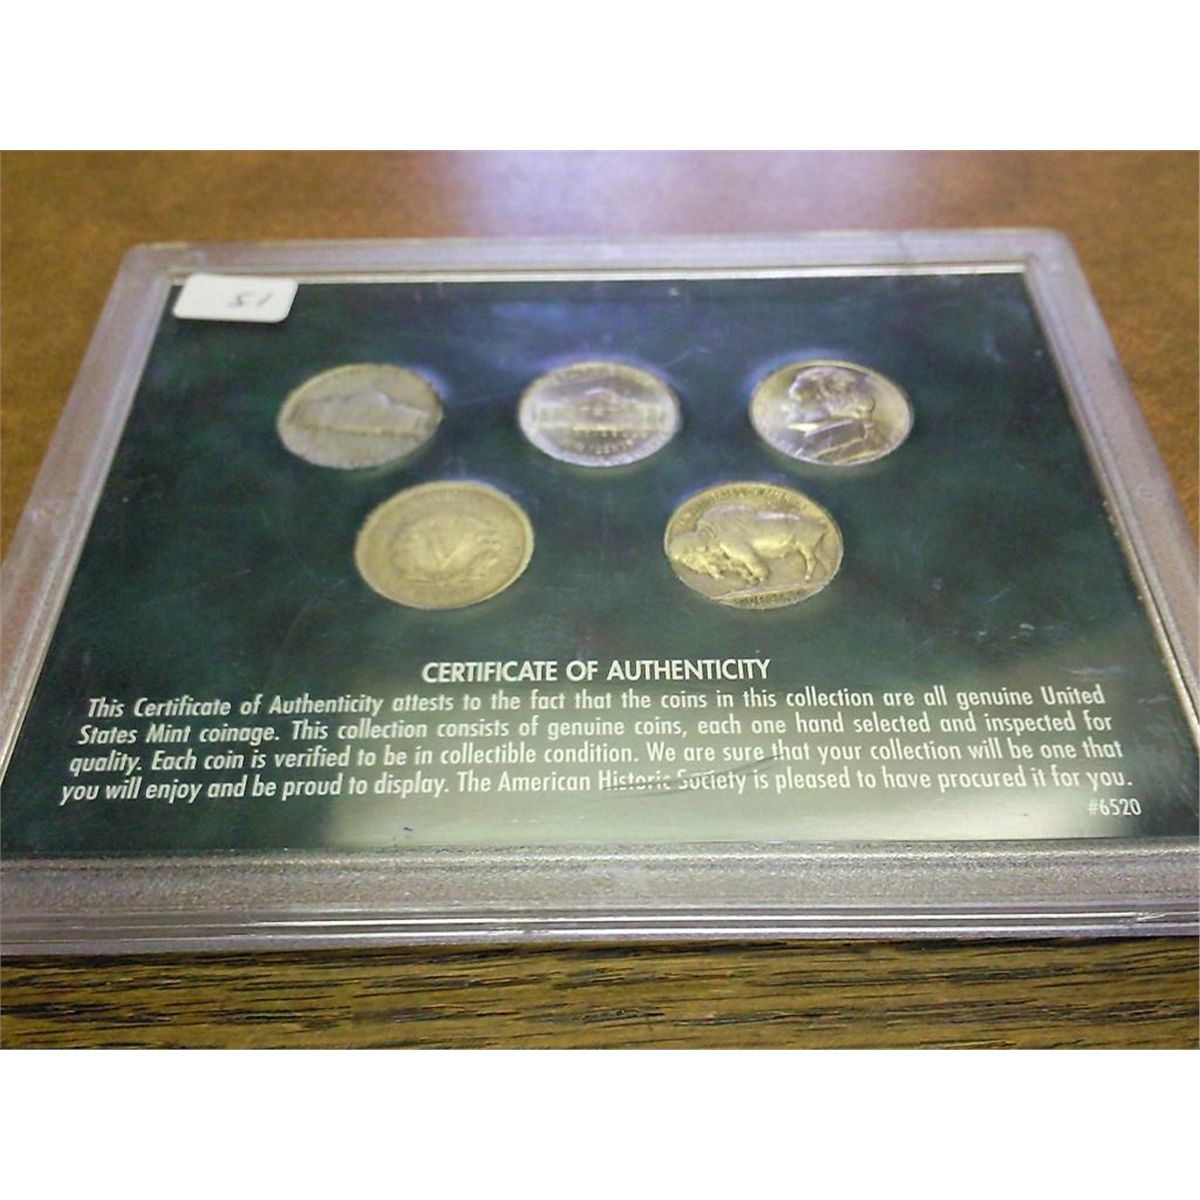 51
CERTIFICATE OF AUTHENTICITY
This Certificate of Authenticity attests to the fact that the coins in this collection are all genuine United
States Mint coinage. This collection consists of genuine coins, each one hand selected and inspected for
quality. Each coin is verified to be in collectible condition. We are sure that your collection will be one that
you will enjoy and be proud to display. The American Historic Society is pleased to have procured it for you.
#6520